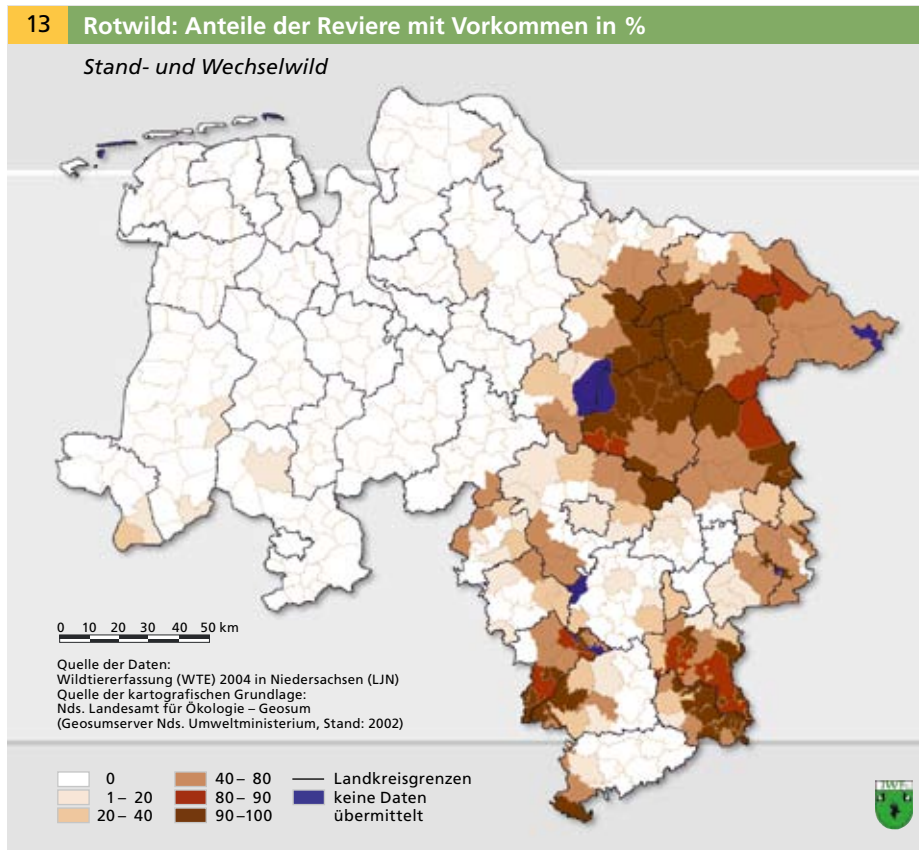 13 Rotwild: Anteile der Reviere mit Vorkommen in %
Stand- und Wechselwild
0 10 20 30 40 50 km
Quelle der Daten:
Wildtiererfassung (WTE) 2004 in Niedersachsen (LJN)
Quelle der kartografischen Grundlage:
Nds. Landesamt für Ökologie – Geosum
(Geosumserver Nds. Umweltministerium, Stand: 2002)
0 40 – 80 Landkreisgrenzen
1 – 20 80 – 90 keine Daten
20 – 40 90 –100 übermittelt
IWF